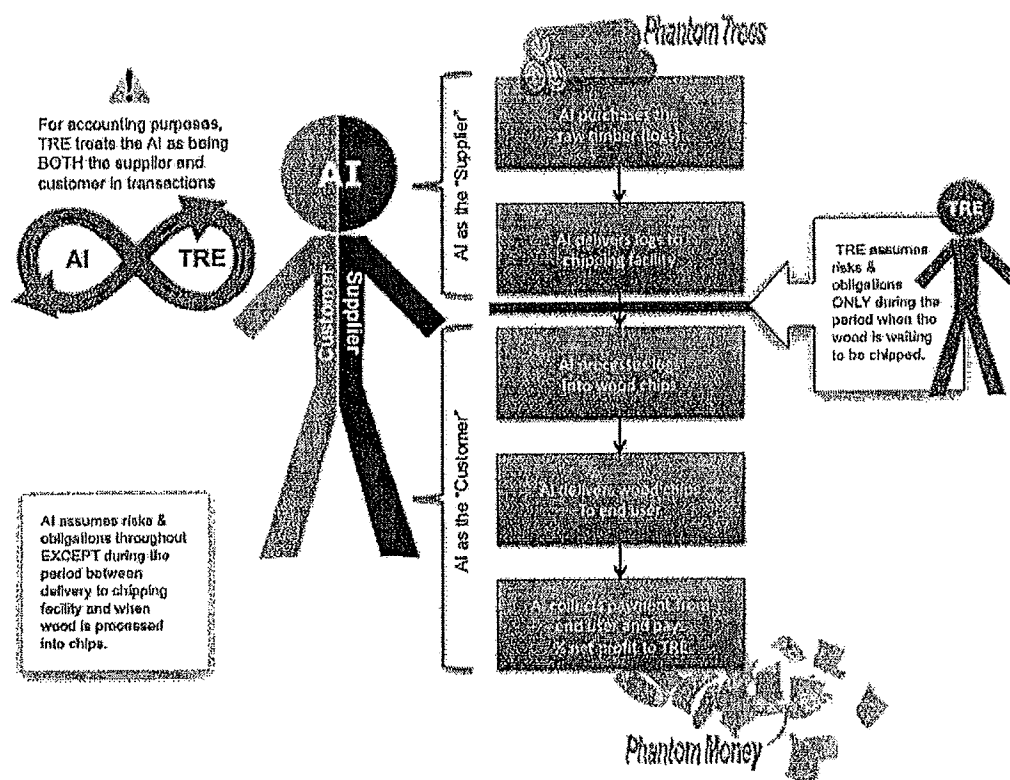 Phantom Trees
For accounting purposes,
TRE treats the AI as being
BOTH the supplier and
customer in transactions
AI
TRE
AI
Customer
Supplier
AI as the "Supplier"
AI as the "Customer"
AI purchases the
raw timber (logs)
AI delivers logs to
chipping facility
AI processes logs
into wood chips
AI delivers wood chips
to end user
AI collects payment from
end user and pays
% net profit to TRE
TRE
TRE assumes
risks &
obligations
ONLY during the
period when the
wood is waiting
to be chipped.
AI assumes risks &
obligations throughout
EXCEPT during the
period between
delivery to chipping
facility and when
wood is processed
into chips.
Phantom Money